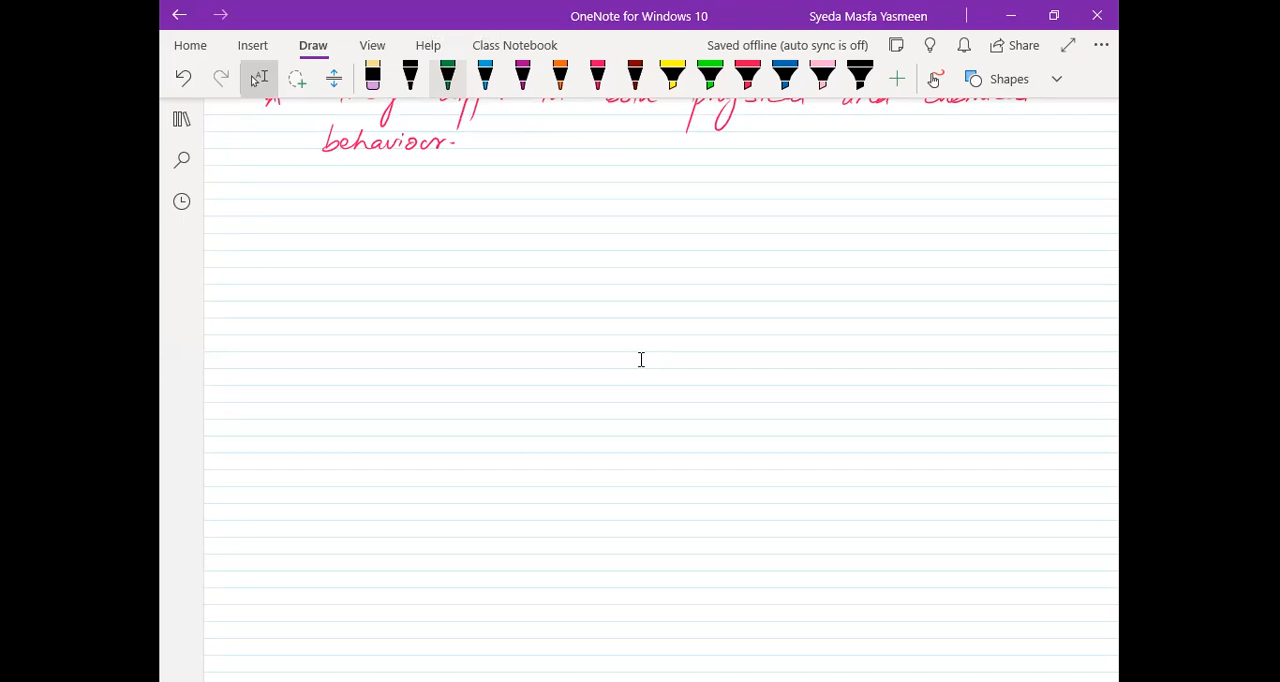 OneNote for Windows 10
Syeda Masfa Yasmeen
Home Insert Draw View Help Class Notebook
Saved offline (auto sync is off)
Share
Shapes
physical and
behaviour.